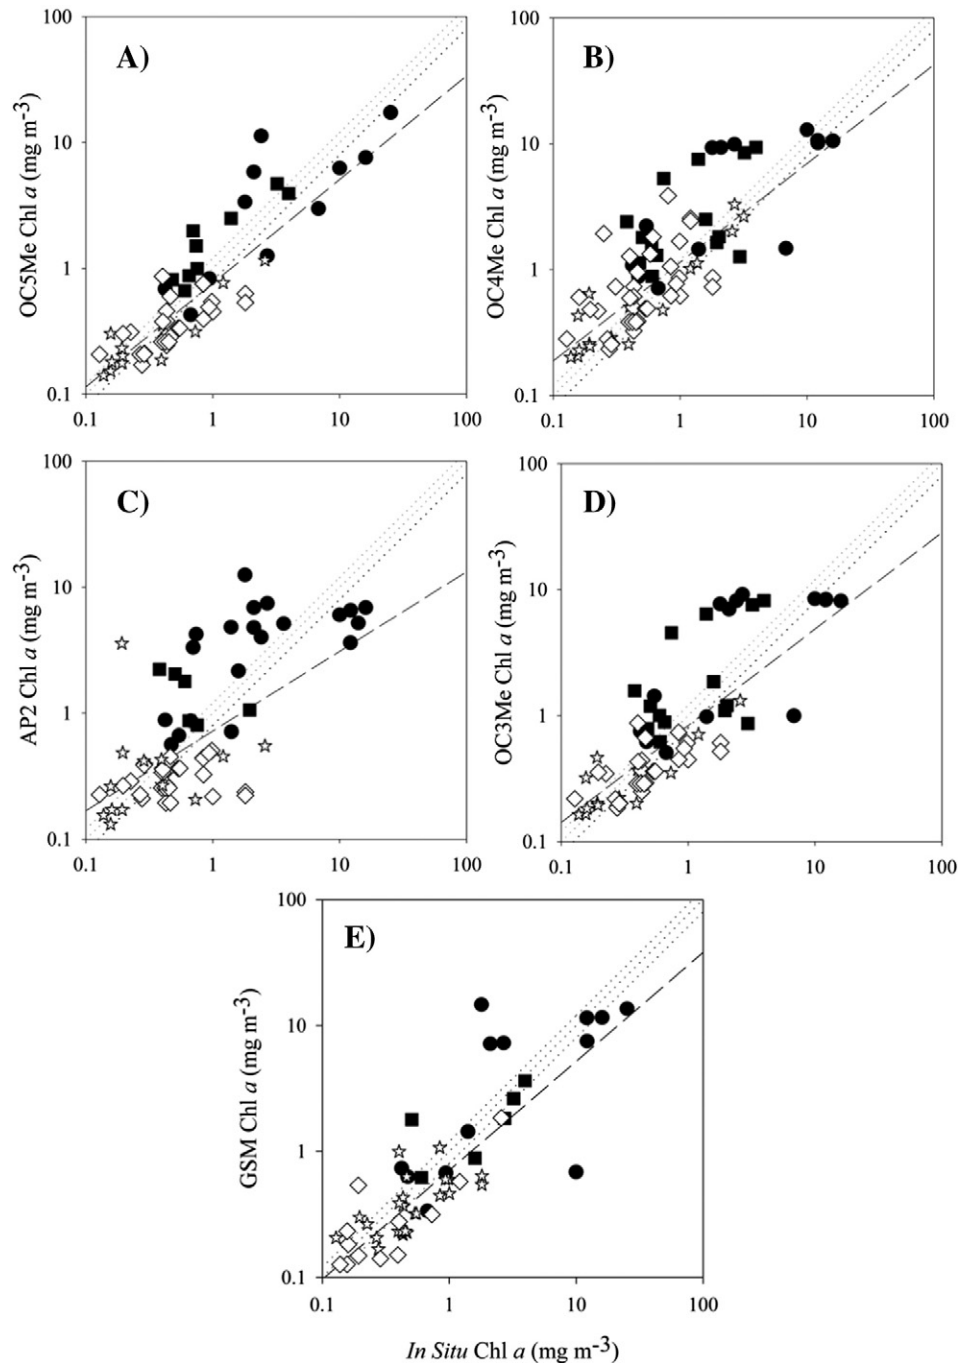 A)
OC5Me Chl a (mg m-3)
100
10
1
0.1
0.1 1 10 100
B)
OC4Me Chl a (mg m-3)
100
10
1
0.1
0.1 1 10 100
C)
AP2 Chl a (mg m-3)
100
10
1
0.1
0.1 1 10 100
D)
OC3Me Chl a (mg m-3)
100
10
1
0.1
0.1 1 10 100
E)
GSM Chl a (mg m-3)
100
10
1
0.1
0.1 1 10 100
In Situ Chl a (mg m-3)